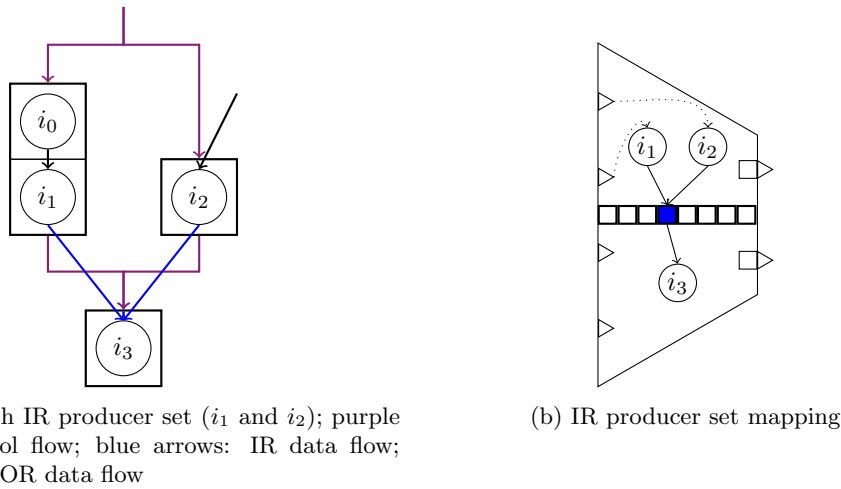 i0
i1
i2
i3
h IR producer set (i1 and i2); purple
ol flow; blue arrows: IR data flow;
OR data flow
i1
i2
i3
(b) IR producer set mapping